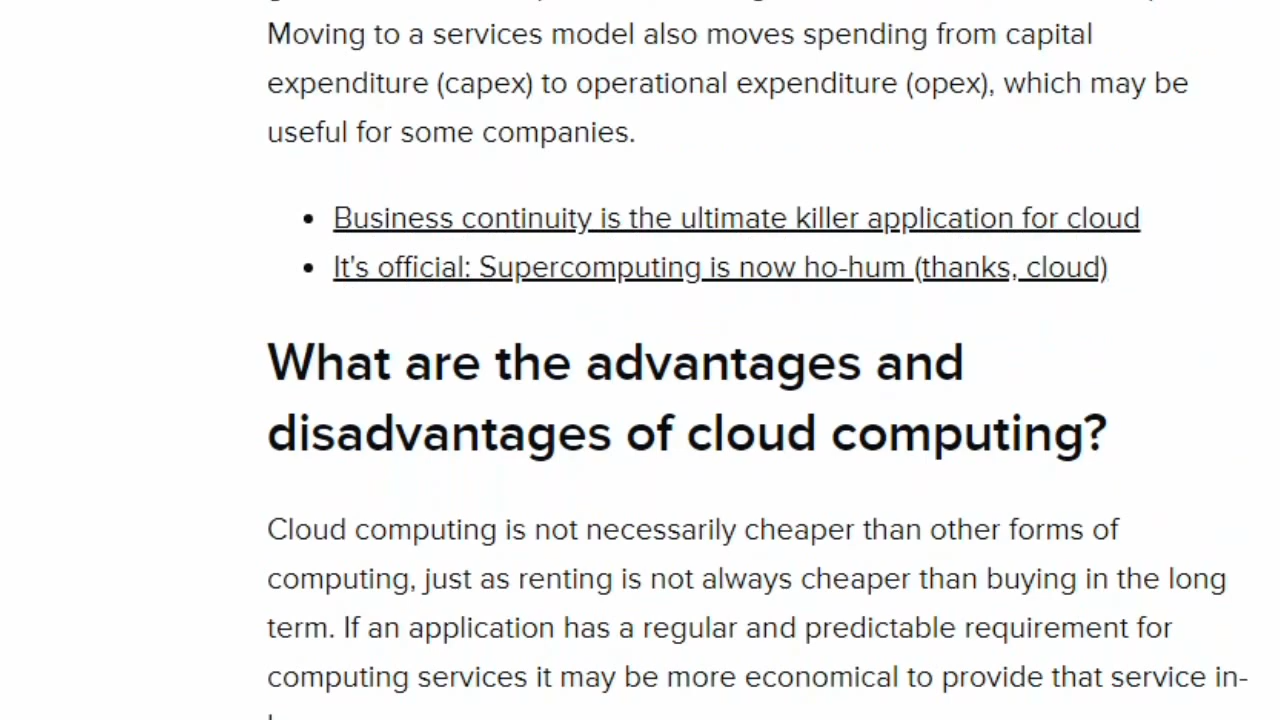 Moving to a services model also moves spending from capital
expenditure (capex) to operational expenditure (opex), which may be
useful for some companies.
Business continuity is the ultimate killer application for cloud
It's official: Supercomputing is now ho-hum (thanks, cloud)
What are the advantages and
disadvantages of cloud computing?
Cloud computing is not necessarily cheaper than other forms of
computing, just as renting is not always cheaper than buying in the long
term. If an application has a regular and predictable requirement for
computing services it may be more economical to provide that service in-